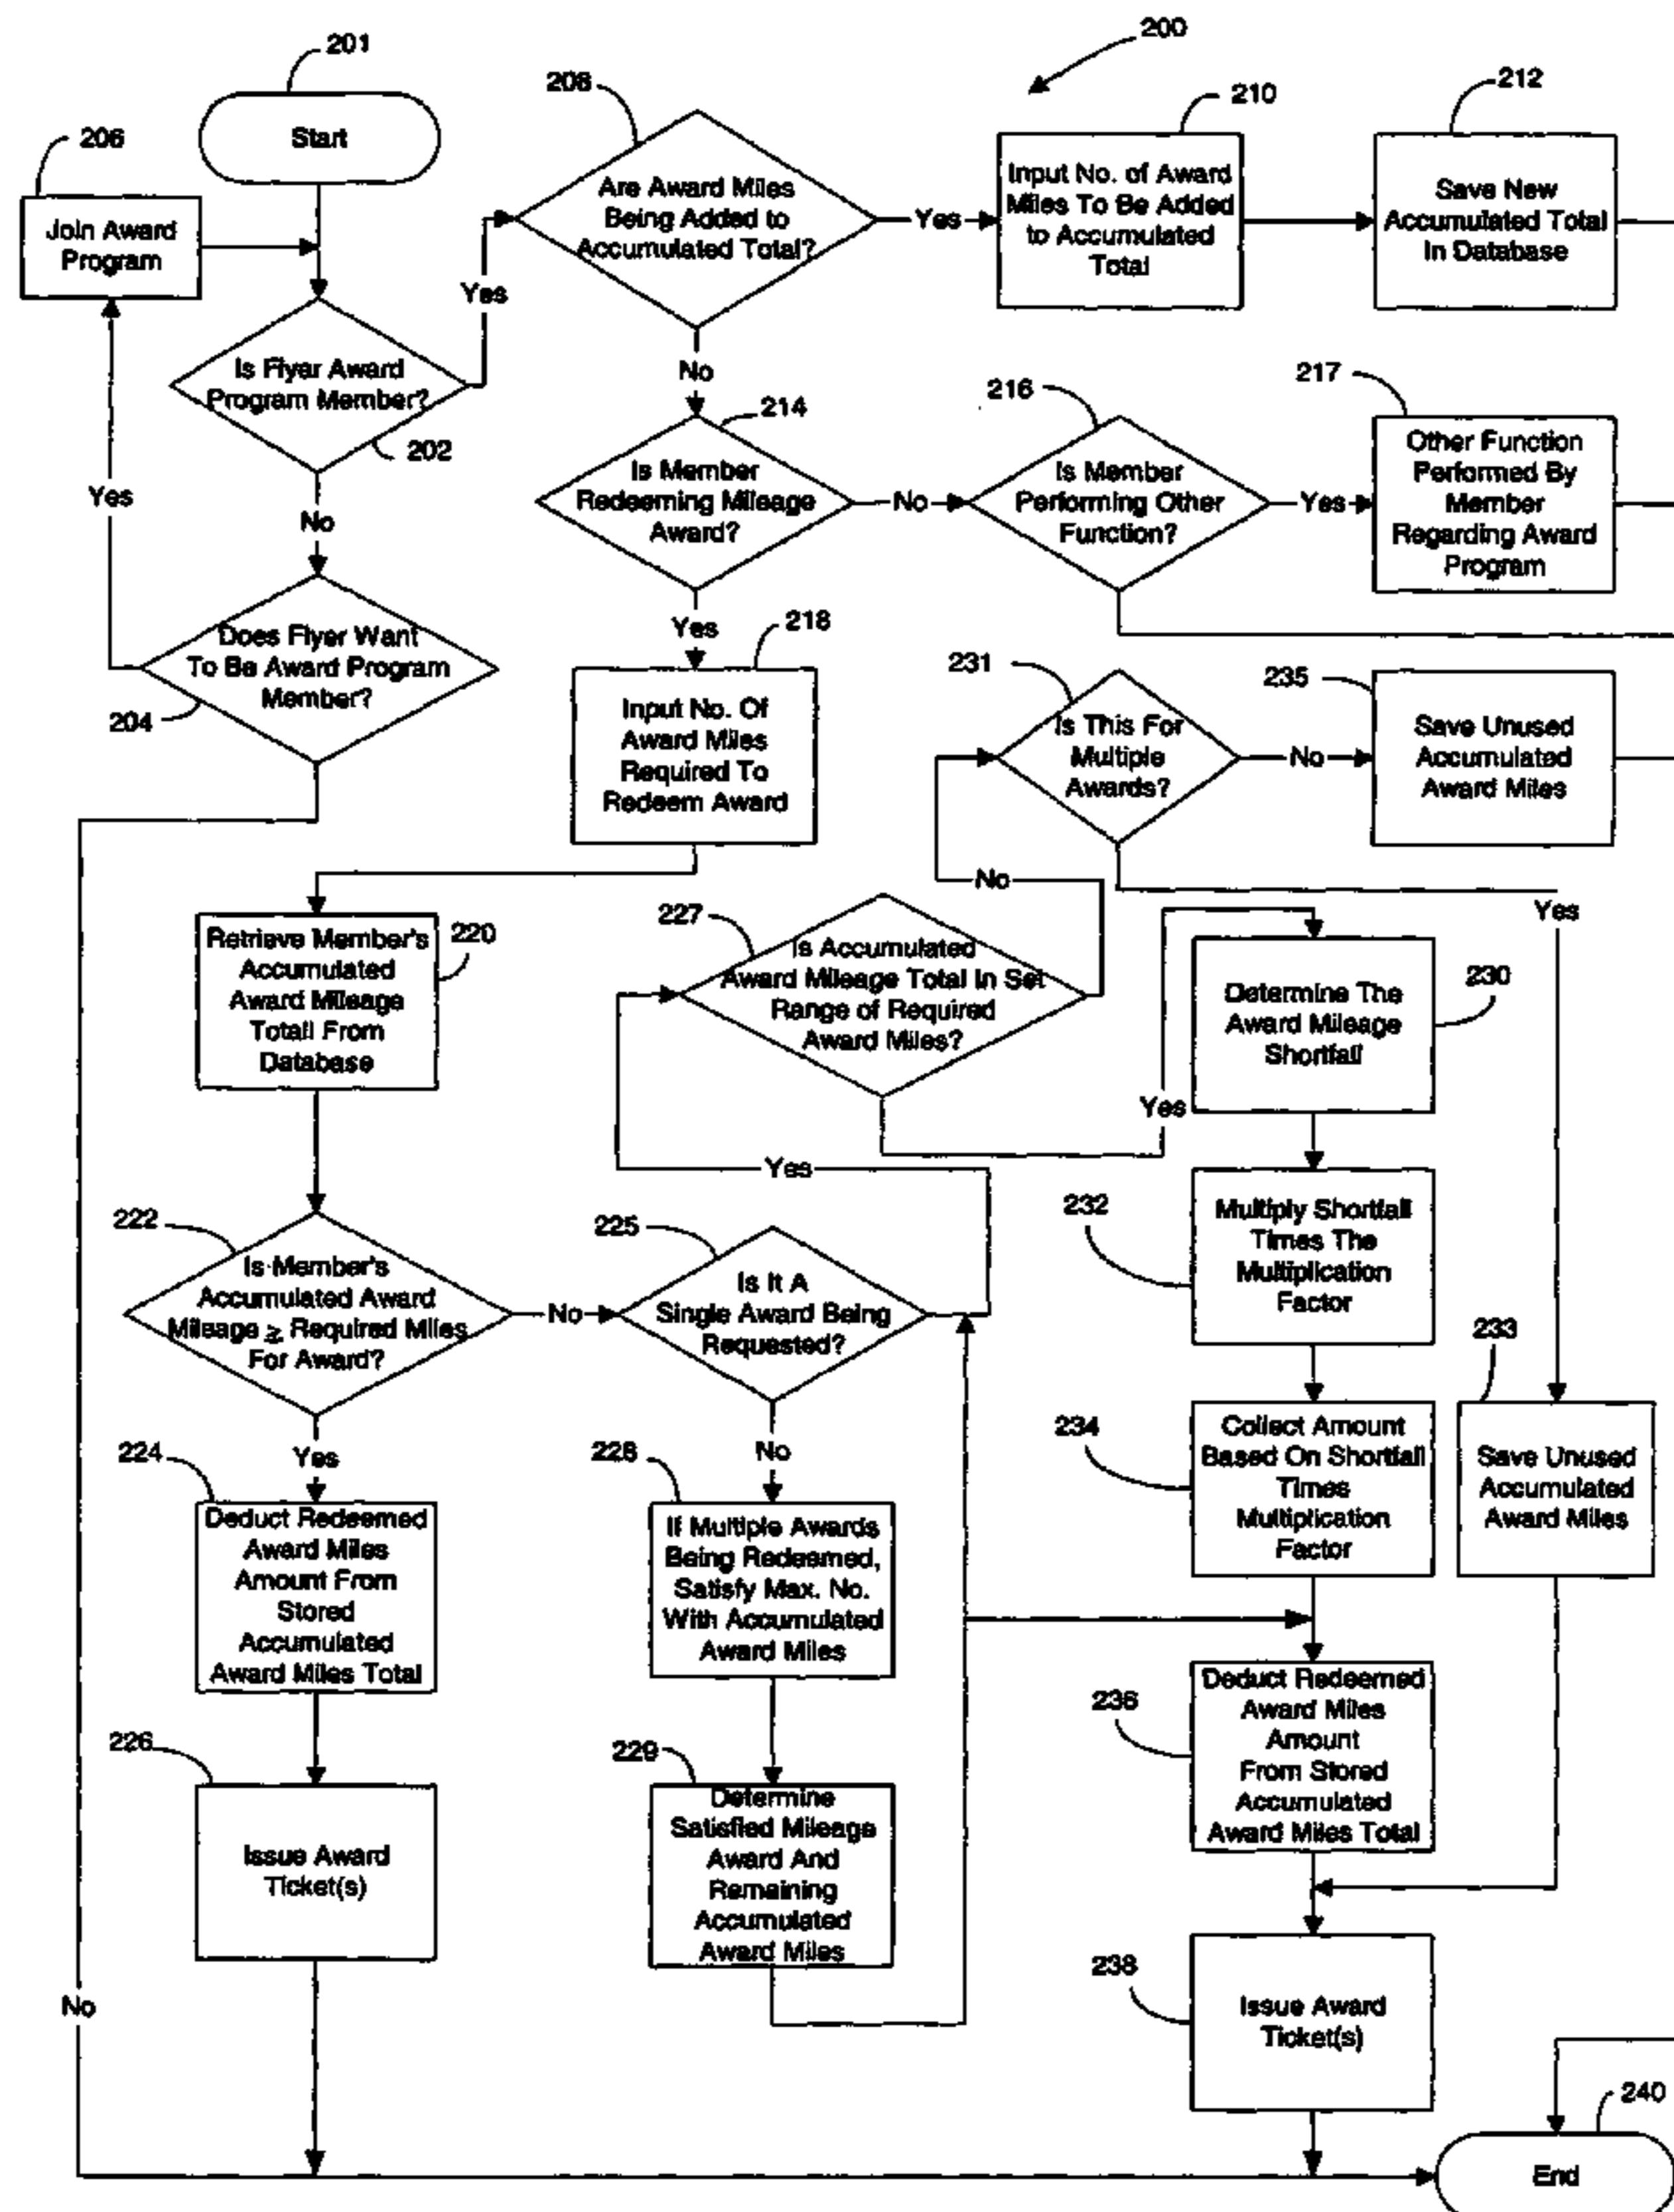 200
201
Start
206
Join Award
Program
Is Flyer Award
Program Member?
202
Yes
No
Yes
Does Flyer Want
To Be Award Program
Member?
204
No
208
Are Award Miles
Being Added to
Accumulated Total?
Yes
210
Input No. of Award
Miles To Be Added
to Accumulated
Total
212
Save New
Accumulated Total
In Database
No
214
Is Member
Redeeming Mileage
Award?
No
216
Is Member
Performing Other
Function?
Yes
217
Other Function
Performed By
Member
Regarding Award
Program
Yes
218
Input No. Of
Award Miles
Required To
Redeem Award
220
Retrieve Member's
Accumulated
Award Mileage
Totall From
Database
222
Is Member's
Accumulated Award
Mileage ≥ Required Miles
For Award?
No
Yes
224
Deduct Redeemed
Award Miles
Amount From
Stored
Accumulated
Award Miles Total
226
Issue Award
Ticket(s)
225
Is It A
Single Award Being
Requested?
Yes
No
228
If Multiple Awards
Being Redeemed,
Satisfy Max. No.
With Accumulated
Award Miles
229
Determine
Satisfied Mileage
Award And
Remaining
Accumulated
Award Miles
227
Is Accumulated
Award Mileage Total In Set
Range of Required
Award Miles?
No
Yes
231
Is This For
Multiple
Awards?
No
235
Save Unused
Accumulated
Award Miles
Yes
230
Determine The
Award Mileage
Shortfall
232
Multiply Shortfall
Times The
Multiplication
Factor
234
Collect Amount
Based On Shortfall
Times
Multiplication
Factor
233
Save Unused
Accumulated
Award Miles
236
Deduct Redeemed
Award Miles
Amount
From Stored
Accumulated
Award Miles Total
238
Issue Award
Ticket(s)
240
End